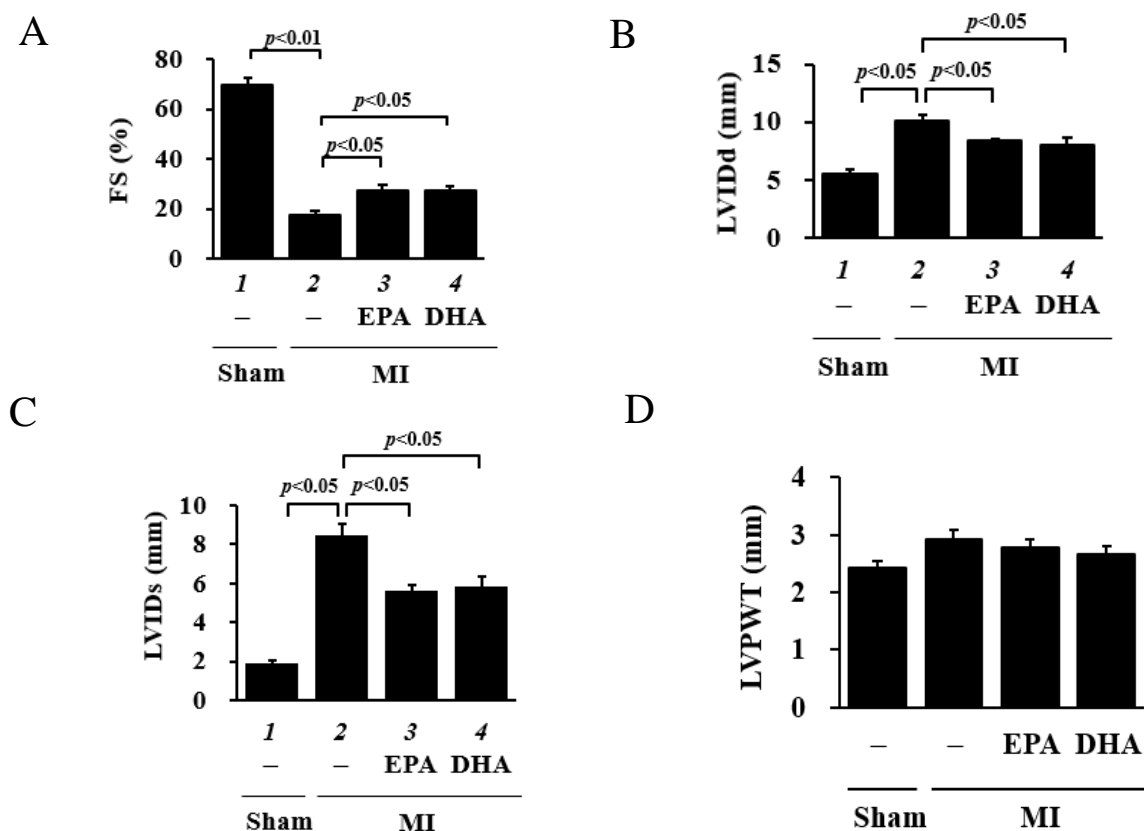 A
p<0.01
p<0.05
p<0.05
FS (%)
80
60
40
20
0
1 2 3 4
– – EPA DHA
Sham MI
B
p<0.05
p<0.05 p<0.05
LVIDd (mm)
15
10
5
0
1 2 3 4
– – EPA DHA
Sham MI
C
p<0.05
p<0.05 p<0.05
LVIDs (mm)
10
8
6
4
2
0
1 2 3 4
– – EPA DHA
Sham MI
D
LVPWT (mm)
4
3
2
1
0
– – EPA DHA
Sham MI